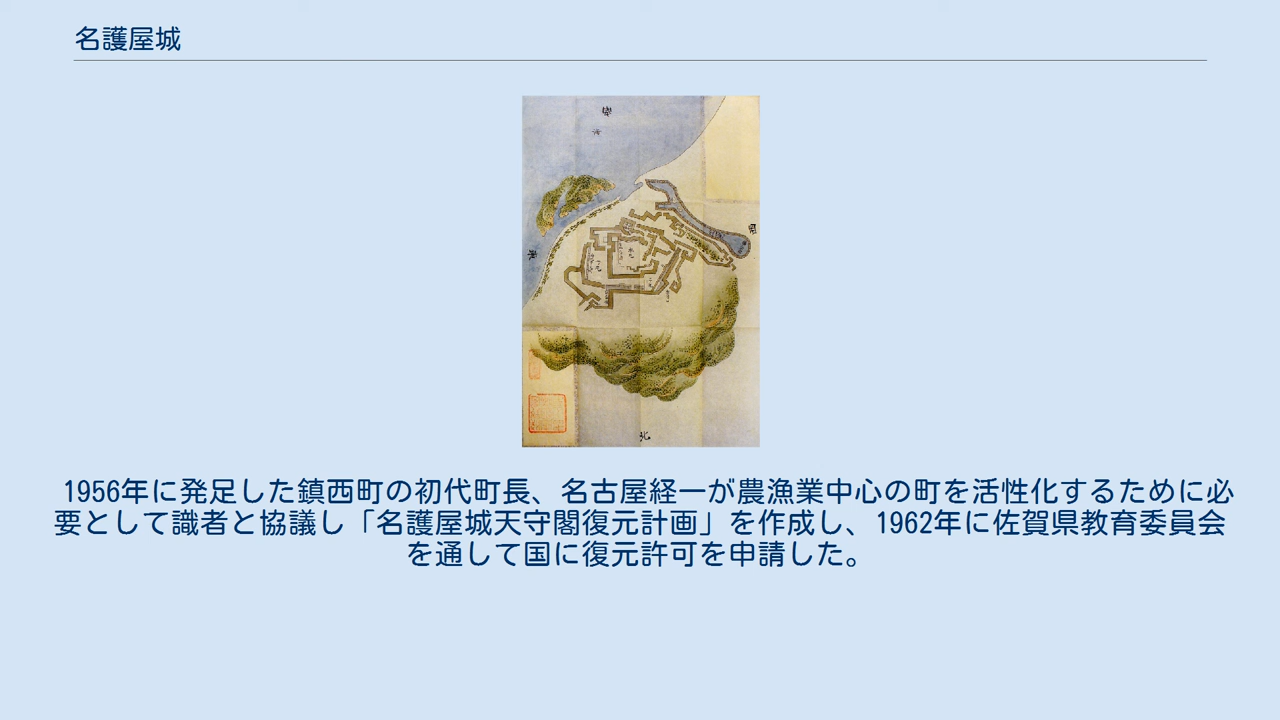 名護屋城
北
1956年に発足した鎮西町の初代町長、名古屋経一が農漁業中心の町を活性化するために必
要として識者と協議し「名護屋城天守閣復元計画」を作成し、1962年に佐賀県教育委員会
を通して国に復元許可を申請した。